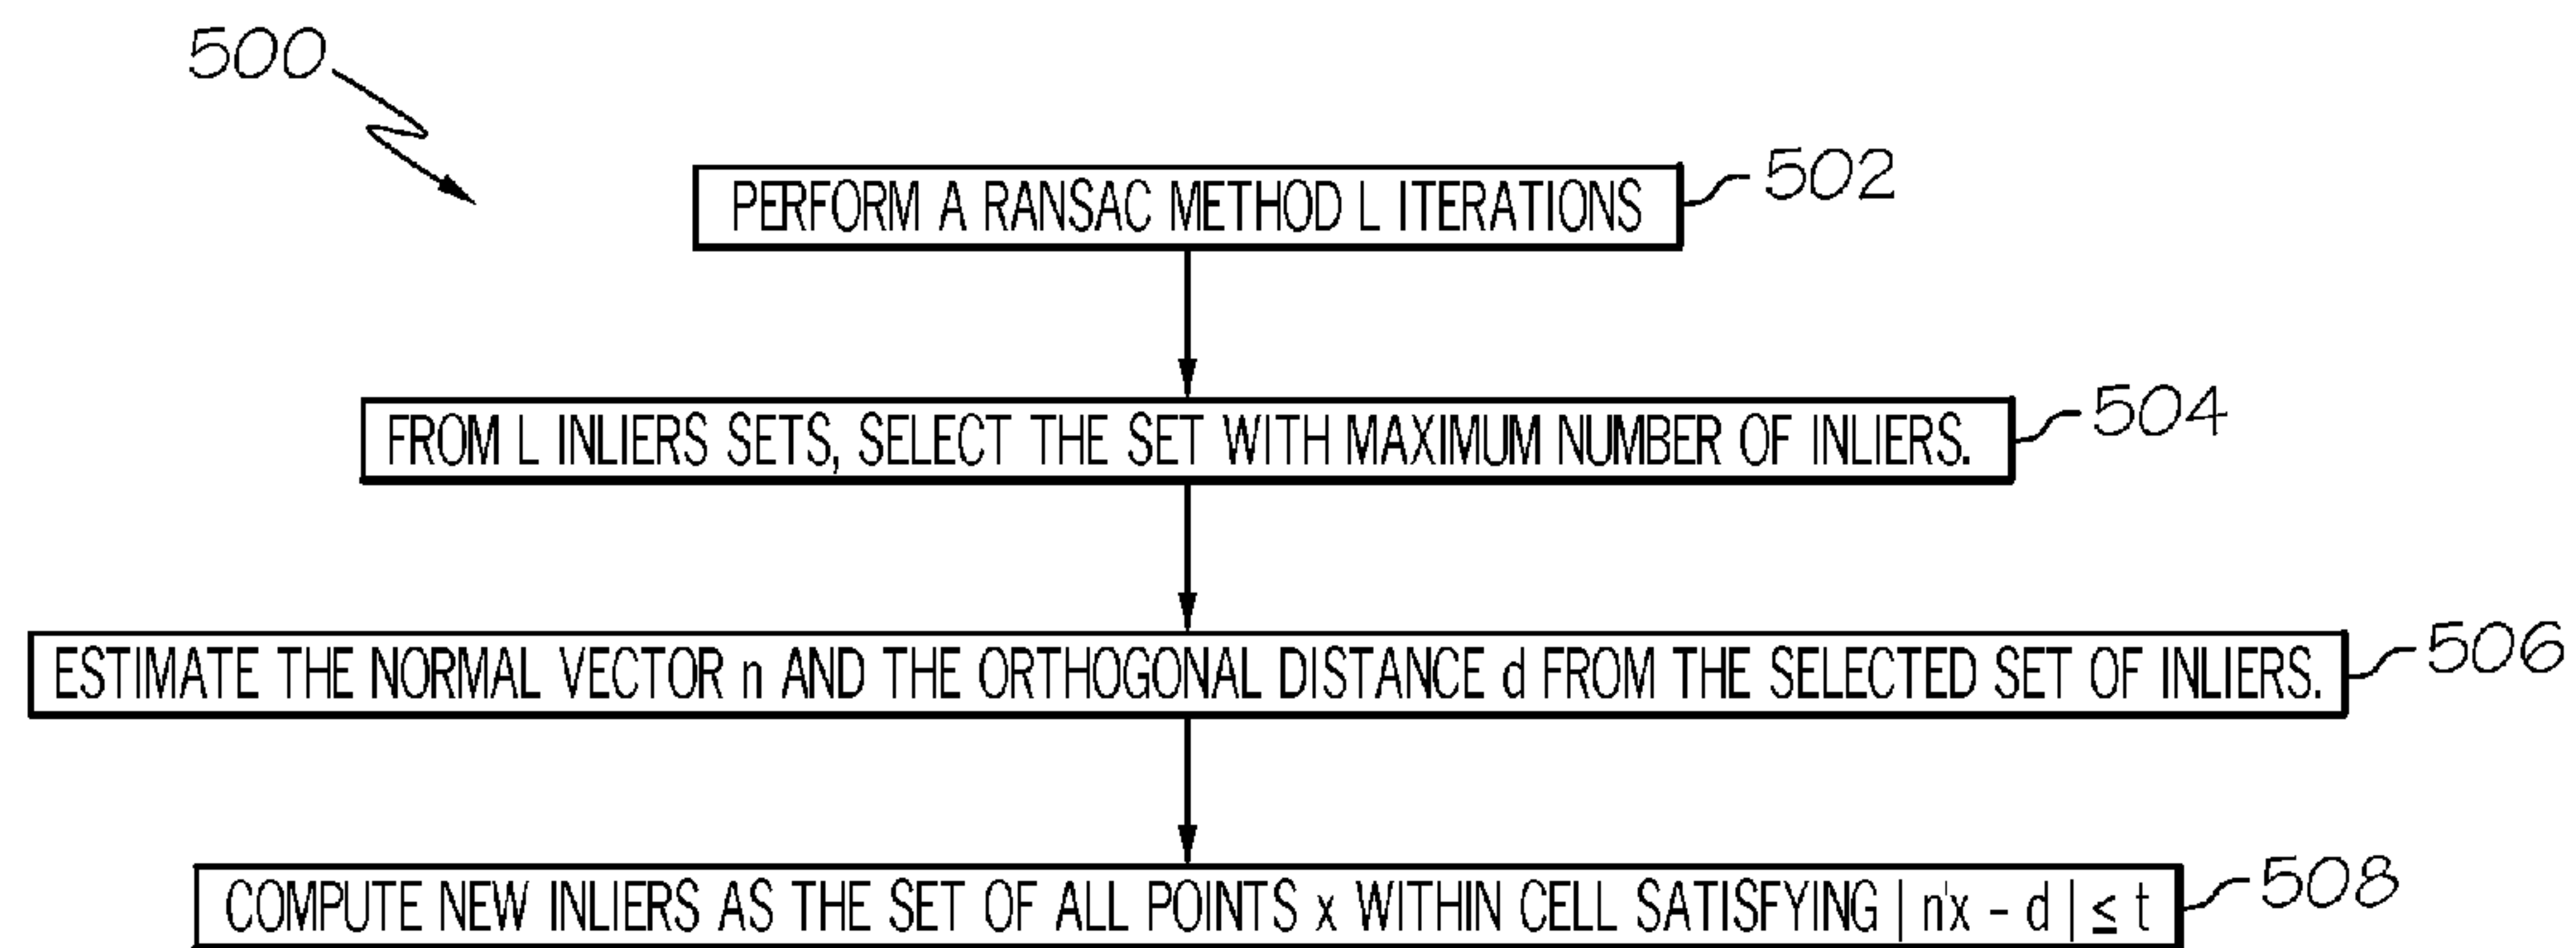 500
PERFORM A RANSAC METHOD L ITERATIONS
502
FROM L INLIERS SETS, SELECT THE SET WITH MAXIMUM NUMBER OF INLIERS.
504
ESTIMATE THE NORMAL VECTOR n AND THE ORTHOGONAL DISTANCE d FROM THE SELECTED SET OF INLIERS.
506
COMPUTE NEW INLIERS AS THE SET OF ALL POINTS x WITHIN CELL SATISFYING | n'x - d | ≤ t
508